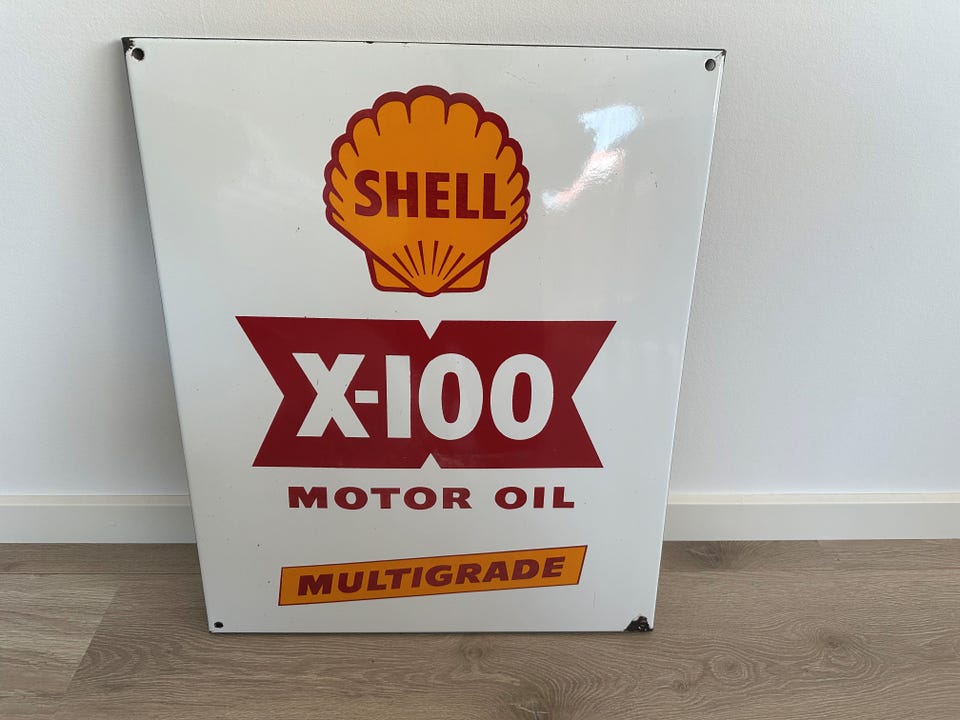 SHELL
X-100
MOTOR OIL
MULTIGRADE